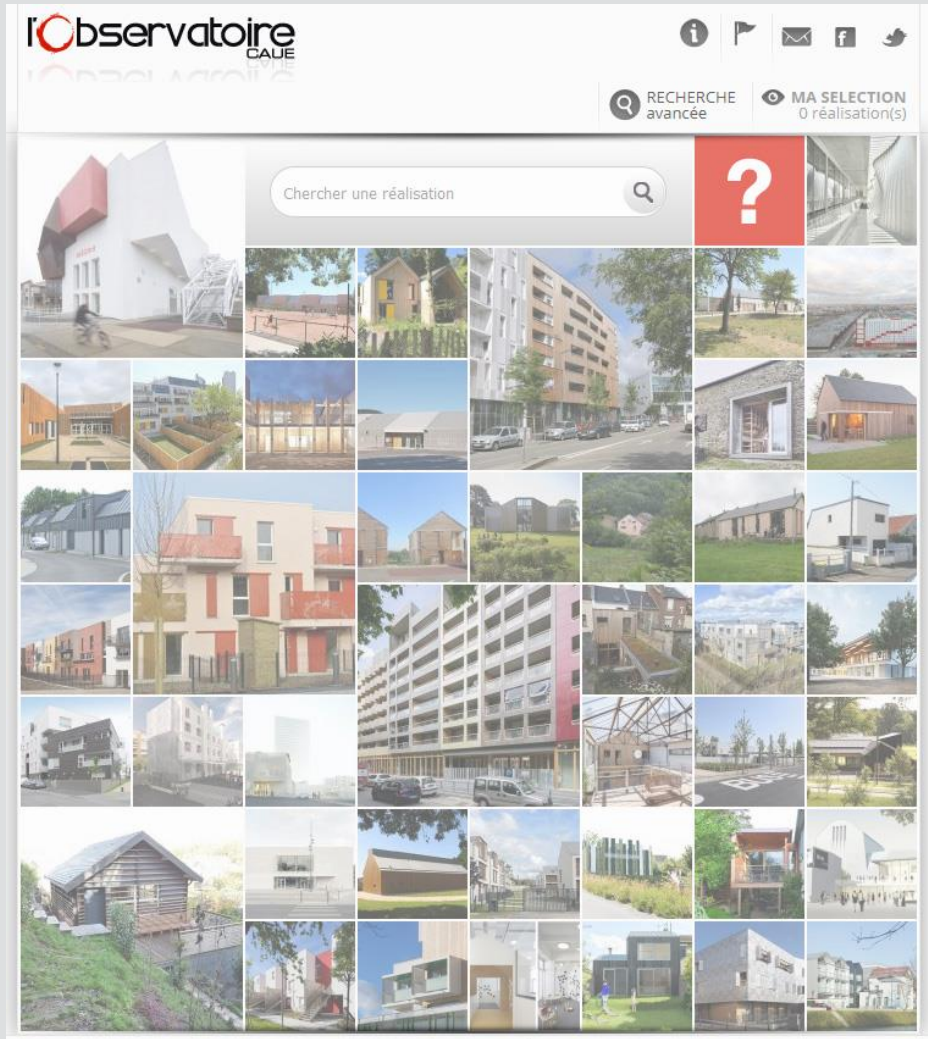 l'Observatoire
CAUE
RECHERCHE
avancée
MA SELECTION
0 réalisation(s)
Chercher une réalisation
?